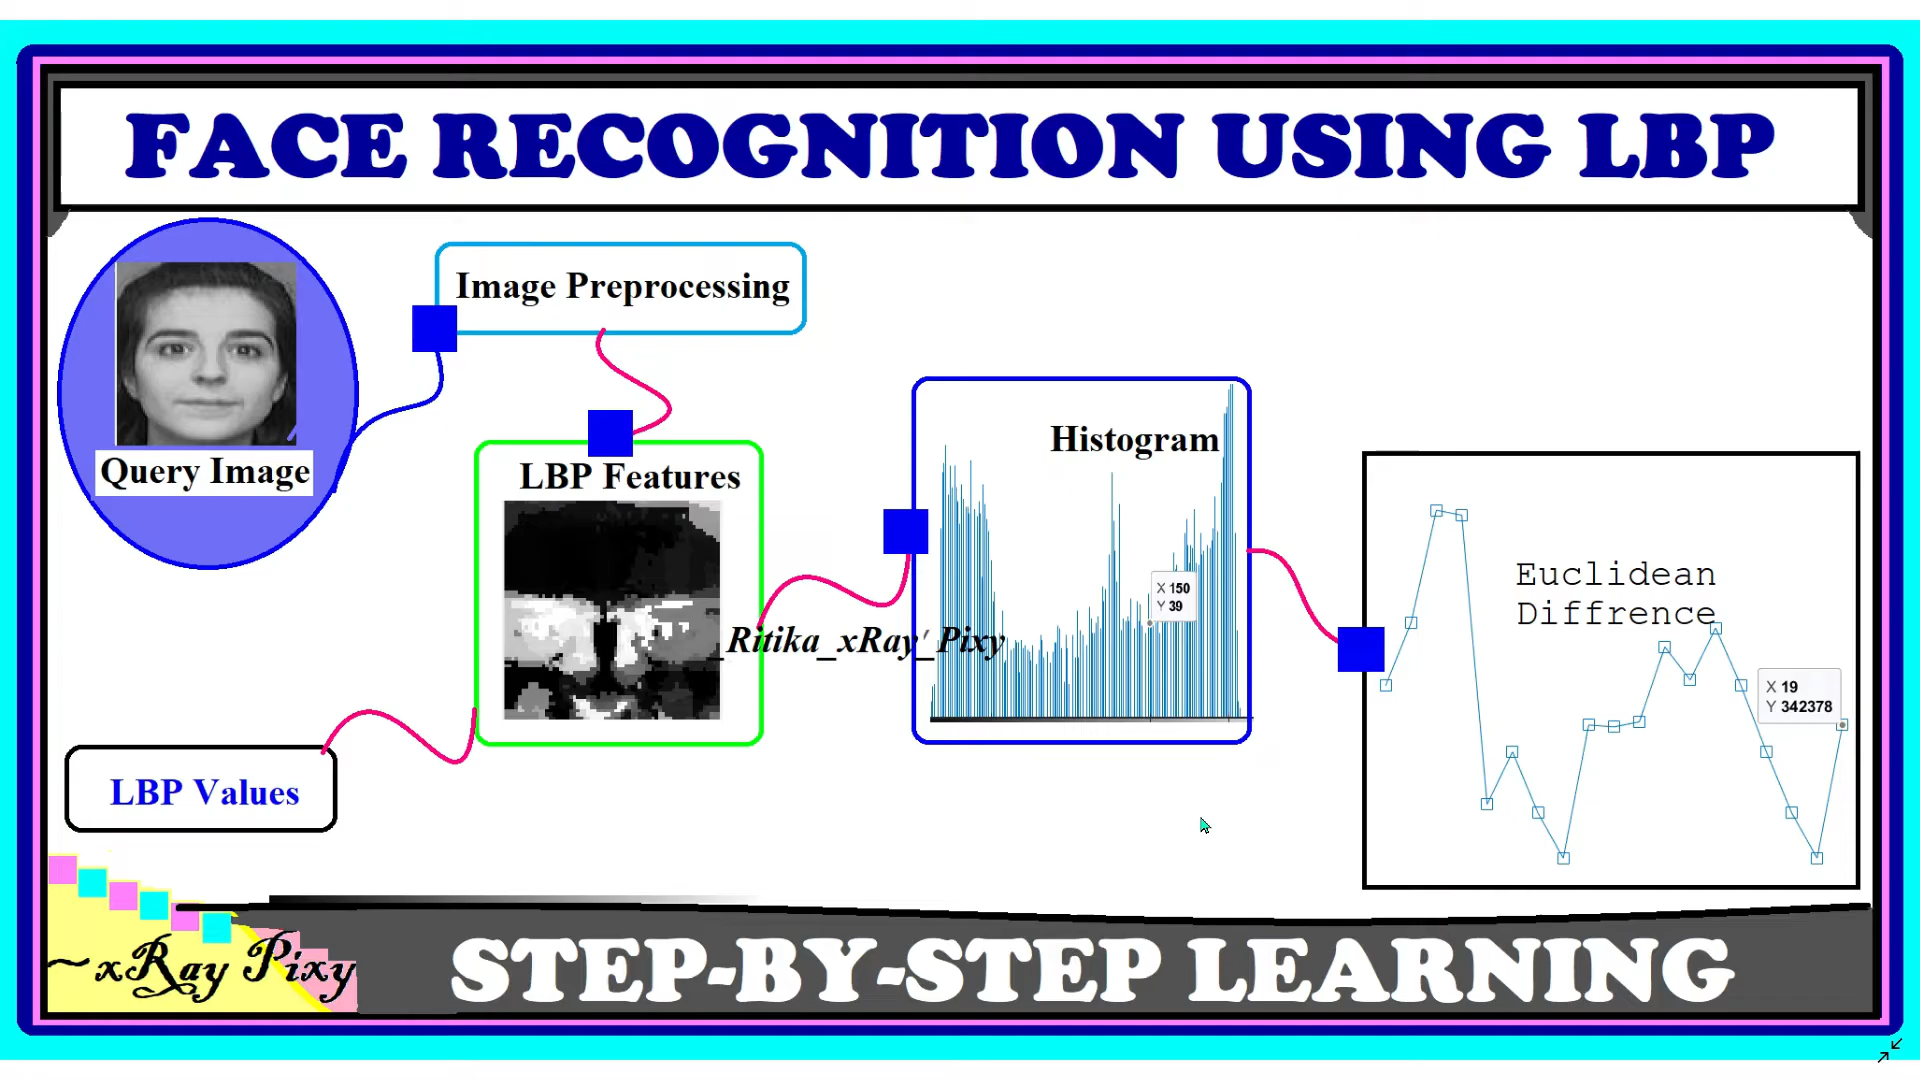 FACE RECOGNITION USING LBP
Image Preprocessing
Query Image
LBP Features
Histogram
X 150
Y 39
Euclidean
Diffrence
_Ritika_xRay_Pixy
X 19
Y 342378
LBP Values
~xRay Pixy
STEP-BY-STEP LEARNING